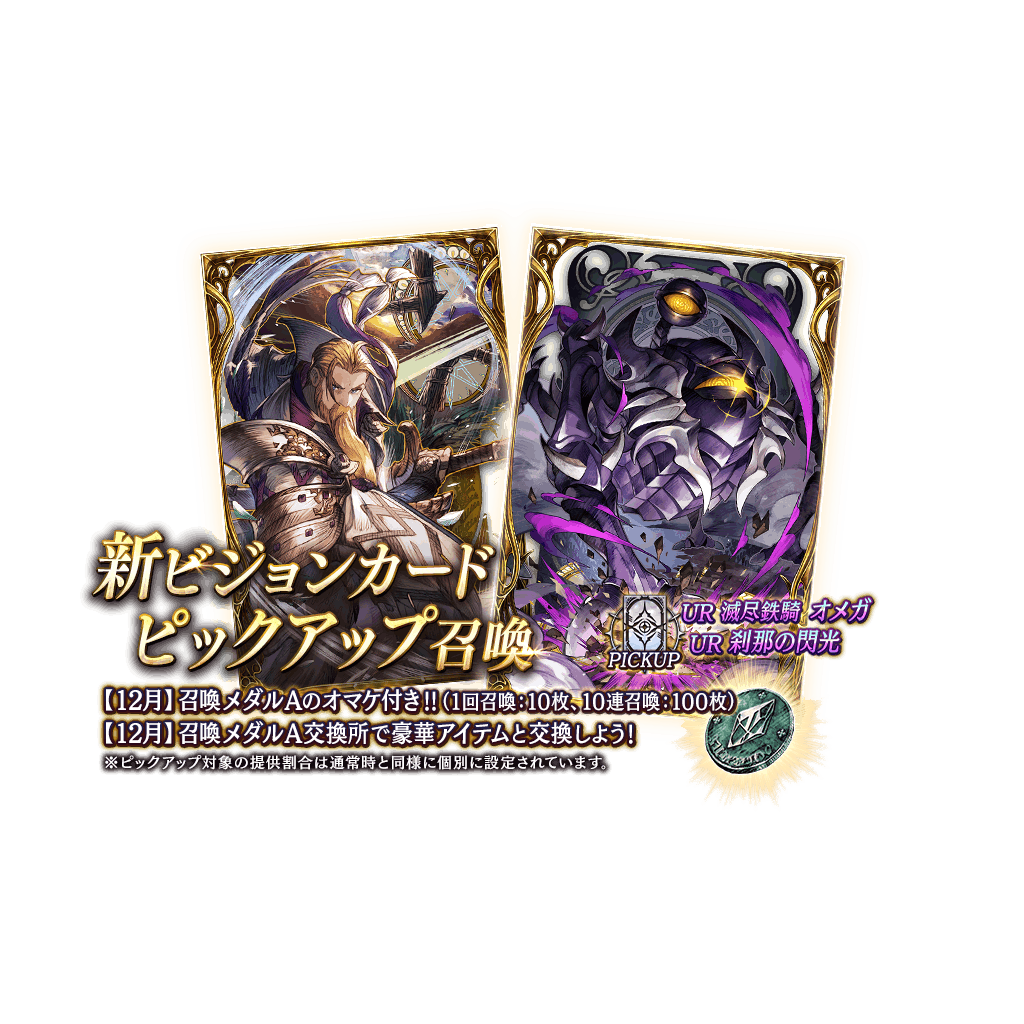 新ビジョンカード
ピックアップ召喚
PICKUP
UR 滅尽鉄騎 オメガ
UR 刹那の閃光
【12月】召喚メダルAのオマケ付き!!(1回召喚:10枚、10連召喚:100枚)
【12月】召喚メダルA交換所で豪華アイテムと交換しよう!
※ピックアップ対象の提供割合は通常時と同様に個別に設定されています。